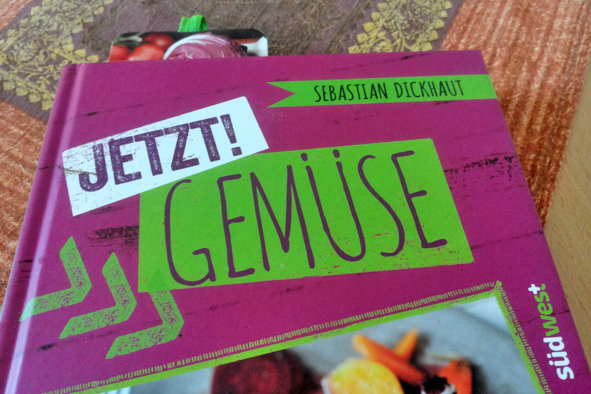 SEBASTIAN DICKHAUT
JETZT!
GEMÜSE
südwest